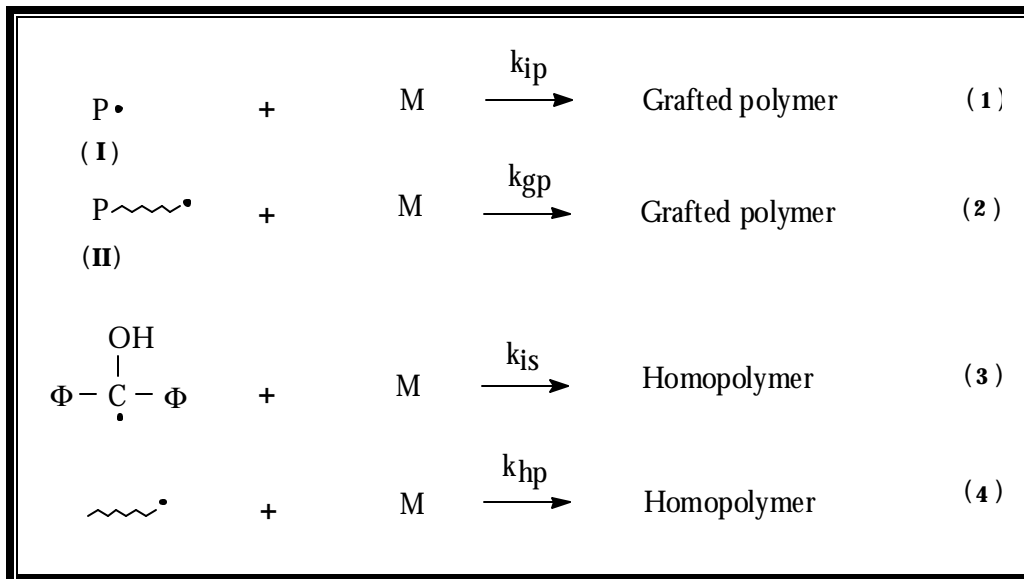 P• + M k_ip → Grafted polymer (1)
(I)
P• + M k_gp → Grafted polymer (2)
(II)
OH
Φ — C — Φ + M k_is → Homopolymer (3)
•
• + M k_hp → Homopolymer (4)